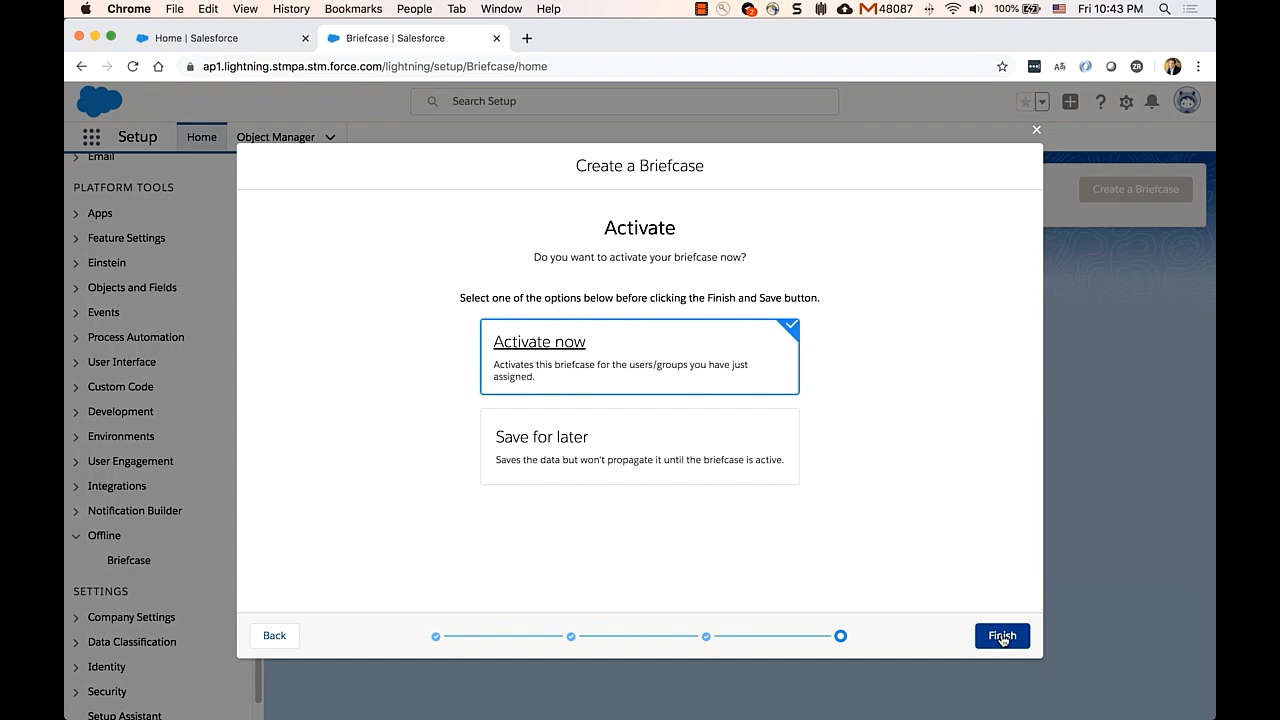 Chrome File Edit View History Bookmarks People Tab Window Help 2 S 48087 100% Fri 10:43 PM
Home | Salesforce Briefcase | Salesforce
ap1.lightning.stmpa.stm.force.com/lightning/setup/Briefcase/home ZR
Search Setup
Setup Home Object Manager
Email
PLATFORM TOOLS
Apps
Feature Settings
Einstein
Objects and Fields
Events
Process Automation
User Interface
Custom Code
Development
Environments
User Engagement
Integrations
Notification Builder
Offline
Briefcase
SETTINGS
Company Settings
Data Classification
Identity
Security
Setup Assistant
Create a Briefcase
Create a Briefcase
Activate
Do you want to activate your briefcase now?
Select one of the options below before clicking the Finish and Save button.
Activate now
Activates this briefcase for the users/groups you have just
assigned.
Save for later
Saves the data but won't propagate it until the briefcase is active.
Back
Finish